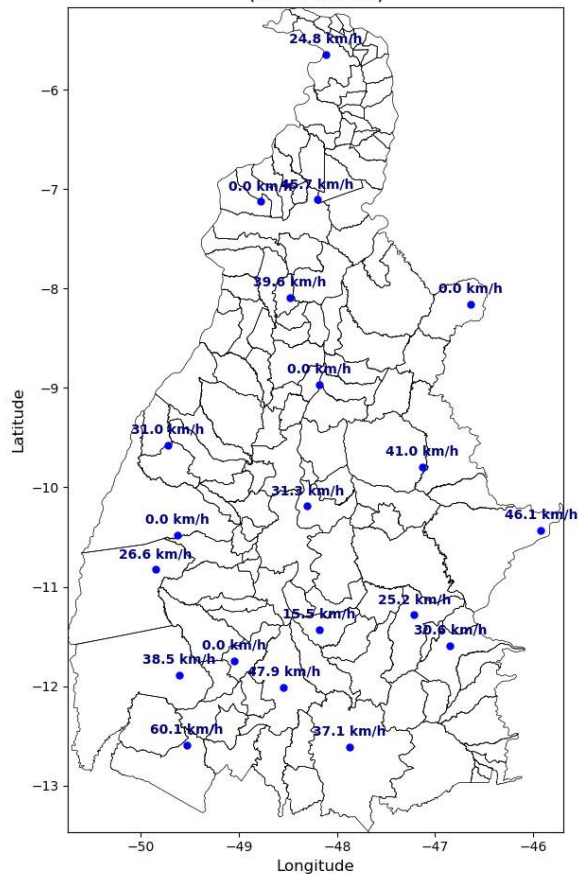 24.8 km/h
−6
0.0 km/h
45.7 km/h
−7
39.6 km/h
0.0 km/h
−8
0.0 km/h
−9
31.0 km/h
41.0 km/h
Latitude
−10
31.3 km/h
46.1 km/h
0.0 km/h
26.6 km/h
−11
25.2 km/h
15.5 km/h
30.6 km/h
0.0 km/h
38.5 km/h
47.9 km/h
−12
60.1 km/h
37.1 km/h
−13
−50 −49 −48 −47 −46
Longitude